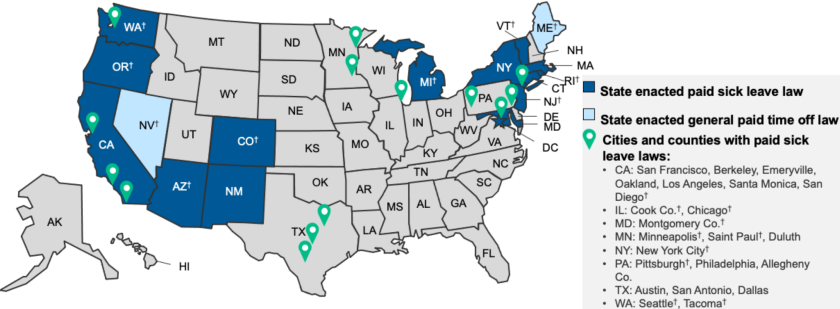 WA†
MT
ND
MN
VT†
ME†
NH
MA
RI†
CT
NJ†
DE
MD
DC
OR†
ID
SD
WI
MI†
NY
WY
IA
PA
NE
NV†
UT
CO†
CA
KS
MO
IL
IN
OH
WV
VA
KY
NC
TN
SC
AZ†
NM
OK
AR
MS
AL
GA
TX
LA
FL
AK
HI
State enacted paid sick leave law
State enacted general paid time off law
Cities and counties with paid sick
leave laws:
• CA: San Francisco, Berkeley, Emeryville,
Oakland, Los Angeles, Santa Monica, San
Diego†
• IL: Cook Co.†, Chicago†
• MD: Montgomery Co.†
• MN: Minneapolis†, Saint Paul†, Duluth
• NY: New York City†
• PA: Pittsburgh†, Philadelphia, Allegheny
Co.
• TX: Austin, San Antonio, Dallas
• WA: Seattle†, Tacoma†